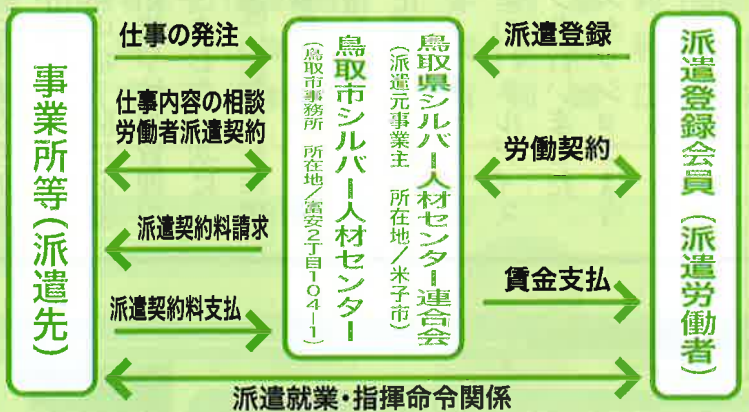 事業所等(派遣先)
仕事の発注
仕事内容の相談
労働者派遣契約
派遣契約料請求
派遣契約料支払
鳥取県シルバー人材センター連合会
(派遣元事業主 所在地/米子市)
鳥取市シルバー人材センター
(鳥取市事務所 所在地/富安2丁目104-1)
派遣登録
労働契約
賃金支払
派遣登録会員(派遣労働者)
派遣就業・指揮命令関係